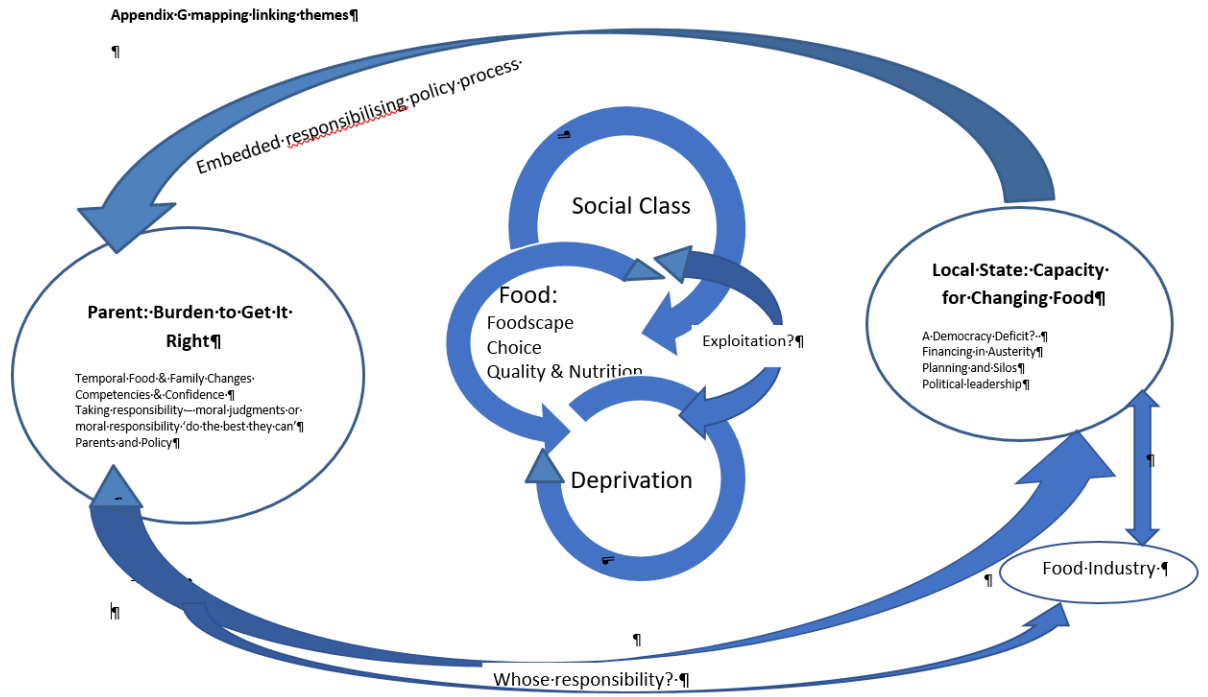 Appendix G mapping linking themes¶
¶
Embedded responsibilising policy process
Social Class
Parent: Burden to Get It
Right¶
Temporal Food & Family Changes
Competencies & Confidence ¶
Taking responsibility – moral judgments or
moral responsibility ‘do the best they can’¶
Parents and Policy¶
Food:
Foodscape
Choice
Quality & Nutrition
Exploitation?¶
Local State: Capacity
for Changing Food¶
A Democracy Deficit? ¶
Financing in Austerity¶
Planning and Silos¶
Political leadership¶
¶
Deprivation
Food Industry ¶
¶
¶
¶
Whose responsibility? ¶